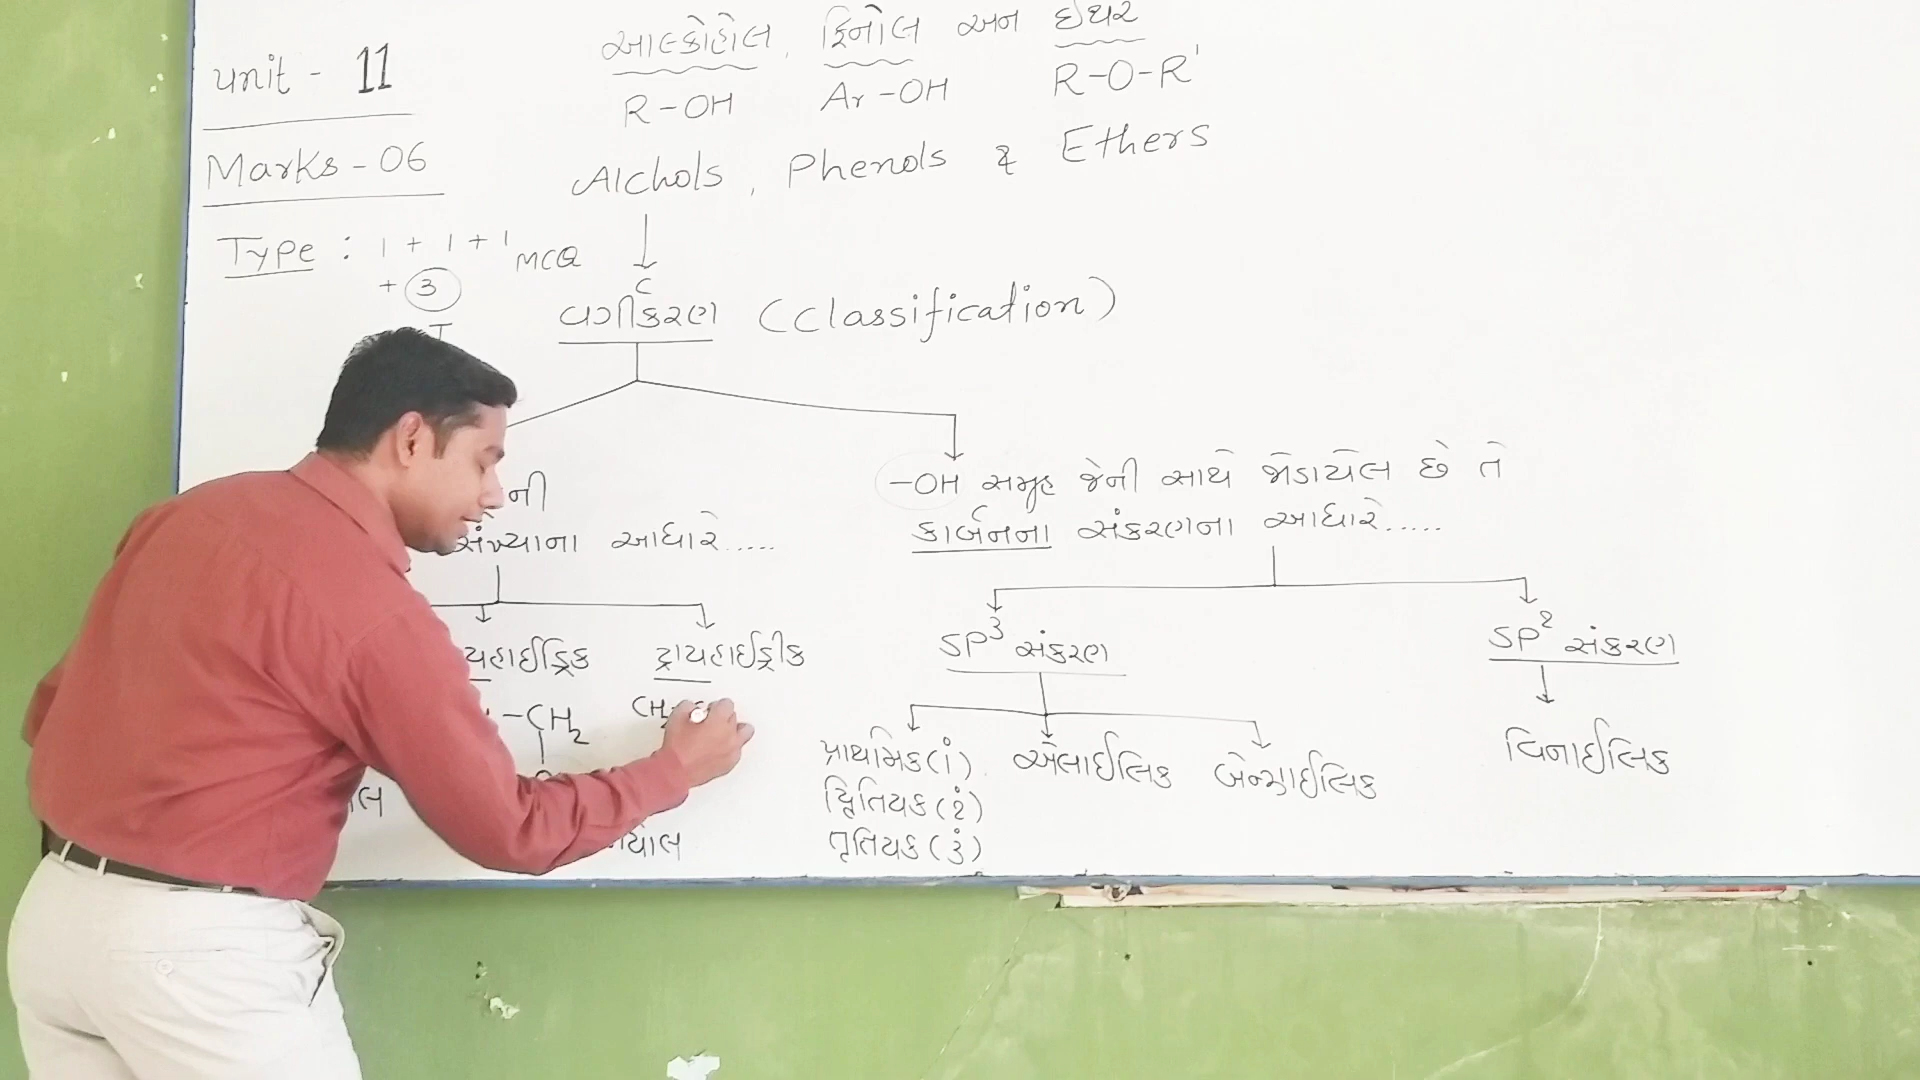 unit - 11
Marks - 06
Type : 1 + 1 + 1 MCQ
+ 3
આલ્કોહોલ, ફિનોલ અન ઇથર
R-OH Ar-OH R-O-R'
Alchols, Phenols & Ethers
વર્ગીકરણ (Classification)
ની
સંખ્યાના આધારે.....
-OH સમૂહ જેની સાથે જોડાયેલ છે તે
કાર્બનના સંકરણના આધારે.....
યહાઈડ્રિક ટ્રાયહાઈડ્રીક
-CH2 CH2
SP3 સંકરણ
SP2 સંકરણ
પ્રાથમિક(1°) એલાઈલિક બેન્ઝાઈલિક
દ્વિતિયક(2°)
તૃતિયક(3°)
વિનાઈલિક